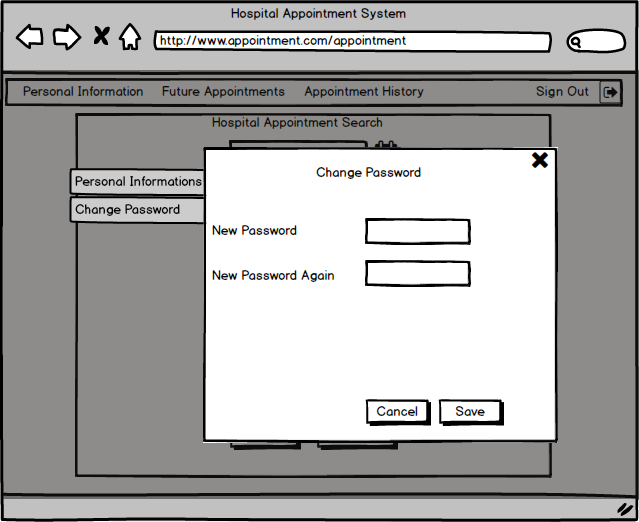 Hospital Appointment System
http://www.appointment.com/appointment
Personal Information Future Appointments Appointment History Sign Out
Hospital Appointment Search
Change Password
Personal Informations
Change Password
New Password
New Password Again
Cancel Save